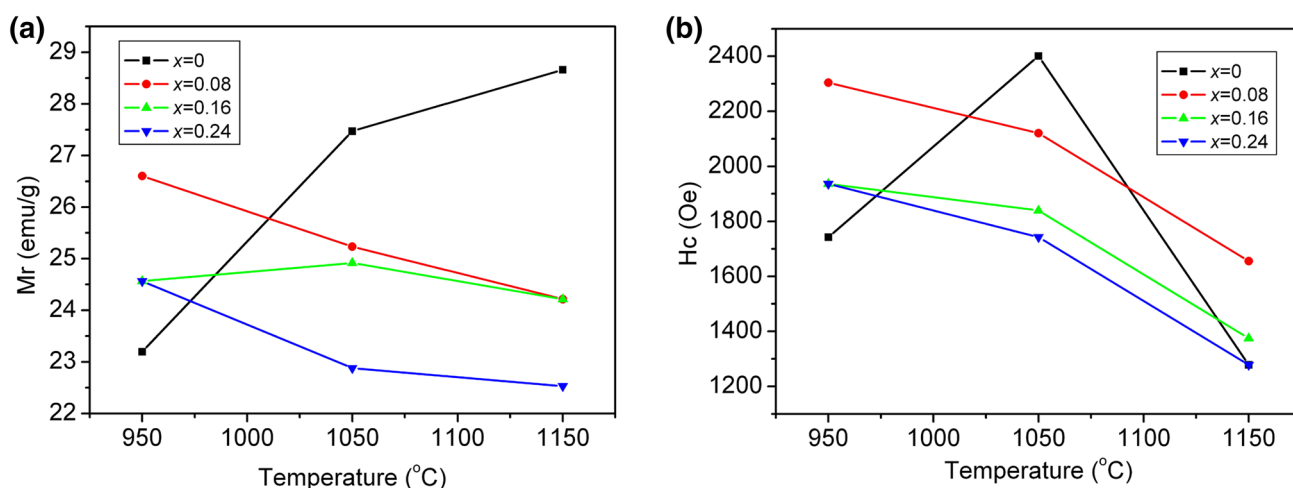 (a)
29
28
27
26
25
24
23
22
Mr (emu/g)
x=0
x=0.08
x=0.16
x=0.24
950 1000 1050 1100 1150
Temperature (°C)
(b)
2400
2200
2000
1800
1600
1400
1200
Hc (Oe)
x=0
x=0.08
x=0.16
x=0.24
950 1000 1050 1100 1150
Temperature (°C)